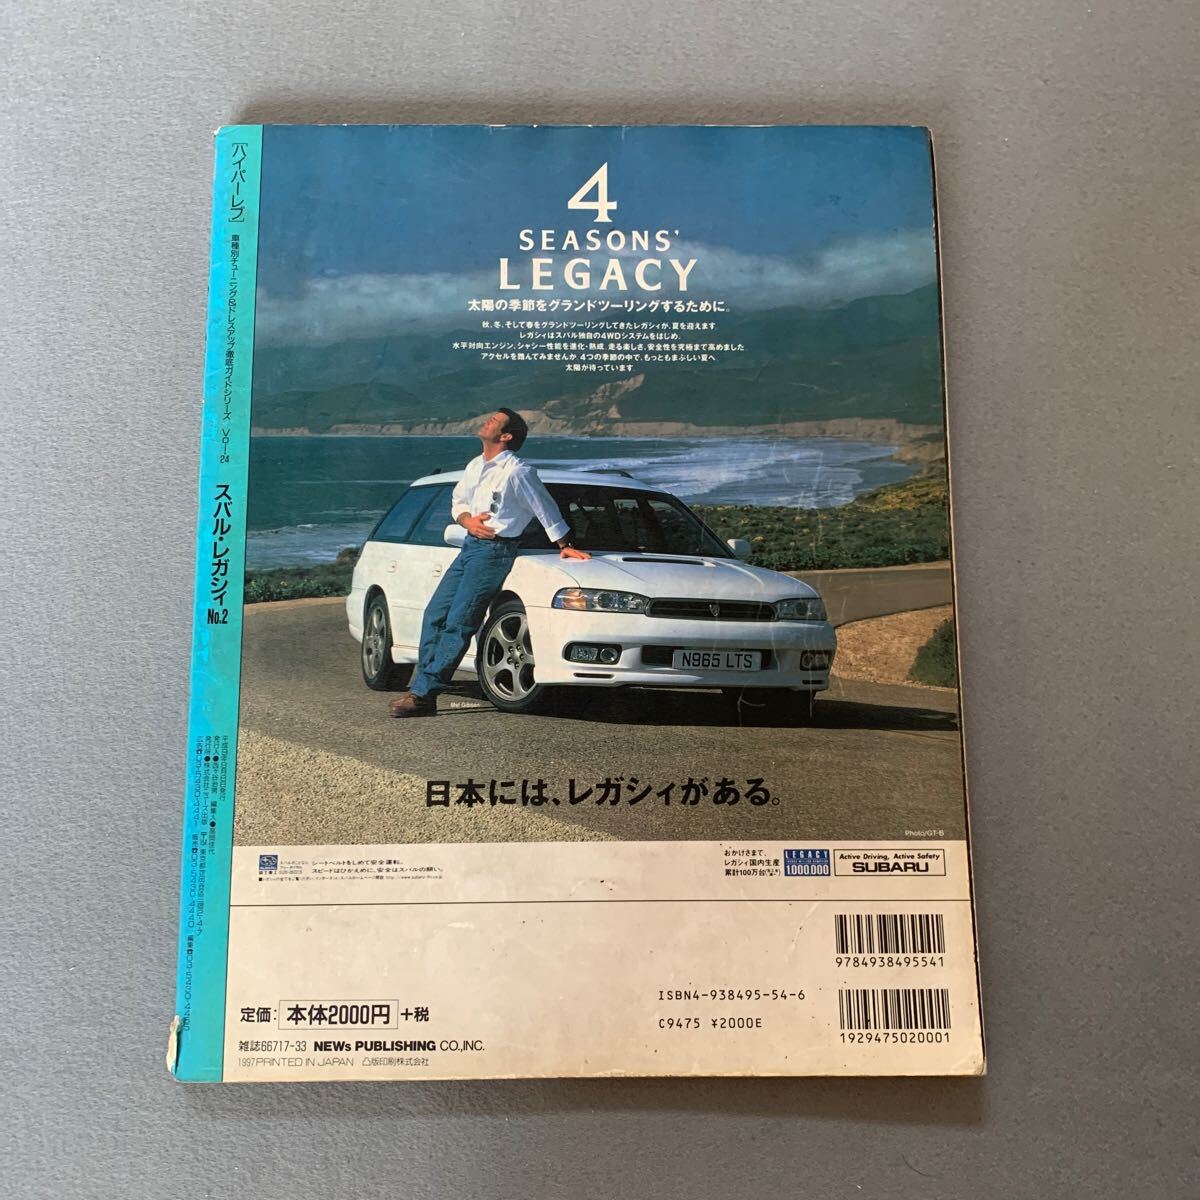 [ハイパーレブ] 車種別チューニング&ドレスアップ徹底ガイドシリーズ Vol.24 スバル・レガシィ No.2
4
SEASONS'
LEGACY
太陽の季節をグランドツーリングするために。
秋、冬、そして春をグランドツーリングしてきたレガシィが、夏を迎えます
レガシィはスバル独自の4WDシステムをはじめ、
水平対向エンジン、シャシー性能を進化・熟成。走る楽しさ、安全性を究極まで高めました。
アクセルを踏んでみませんか。4つの季節の中で、もっともまぶしい夏へ
太陽が待っています
N965 LTS
Mel Gibson
日本には、レガシィがある。
Photo/GT-B
シートベルトをしめて安全運転。
スピードはひかえめに、安全はスバルの願い。
おかげさまで、
レガシィ国内生産
累計100万台
LEGACY
1,000,000
Active Driving, Active Safety
SUBARU
9784938495541
ISBN4-938495-54-6
C9475 ¥2000E
1929475020001
定価: 本体2000円 +税
雑誌66717-33 NEWs PUBLISHING CO.,INC.
1997.PRINTED IN JAPAN 凸版印刷株式会社